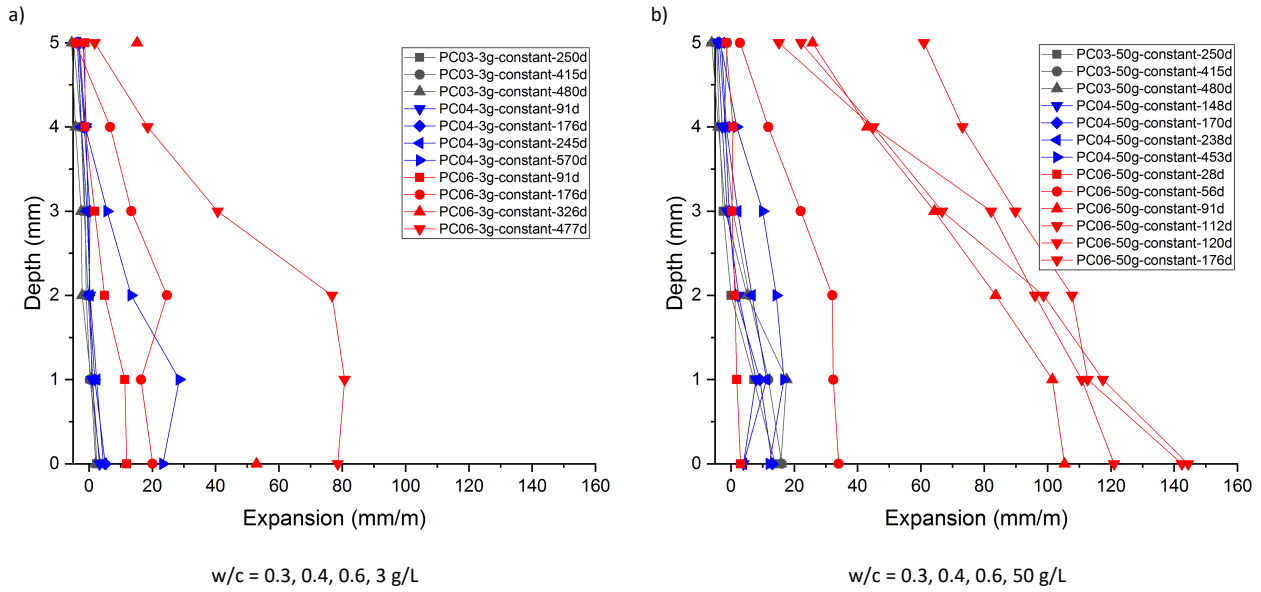 a)
5
4
3
2
1
0
Depth (mm)
0 20 40 60 80 100 120 140 160
Expansion (mm/m)
PC03-3g-constant-250d
PC03-3g-constant-415d
PC03-3g-constant-480d
PC04-3g-constant-91d
PC04-3g-constant-176d
PC04-3g-constant-245d
PC04-3g-constant-570d
PC06-3g-constant-91d
PC06-3g-constant-176d
PC06-3g-constant-326d
PC06-3g-constant-477d
w/c = 0.3, 0.4, 0.6, 3 g/L
b)
5
4
3
2
1
0
Depth (mm)
0 20 40 60 80 100 120 140 160
Expansion (mm/m)
PC03-50g-constant-250d
PC03-50g-constant-415d
PC03-50g-constant-480d
PC04-50g-constant-148d
PC04-50g-constant-170d
PC04-50g-constant-238d
PC04-50g-constant-453d
PC06-50g-constant-28d
PC06-50g-constant-56d
PC06-50g-constant-91d
PC06-50g-constant-112d
PC06-50g-constant-120d
PC06-50g-constant-176d
w/c = 0.3, 0.4, 0.6, 50 g/L